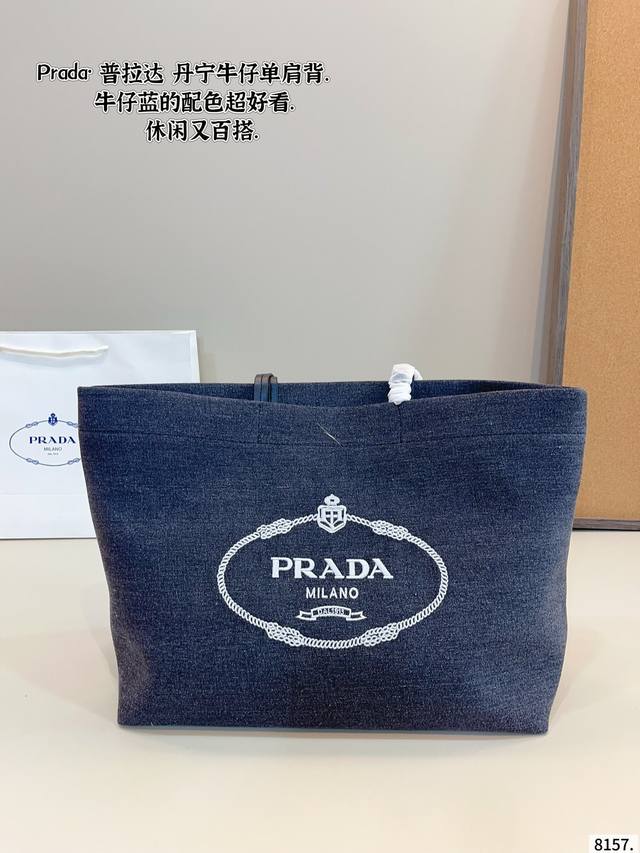 Prada 普拉达 丹宁牛仔单肩背.
牛仔蓝的配色超好看.
休闲又百搭.
PRADA
MILANO
PRADA
MILANO
DAL 1913
8157.